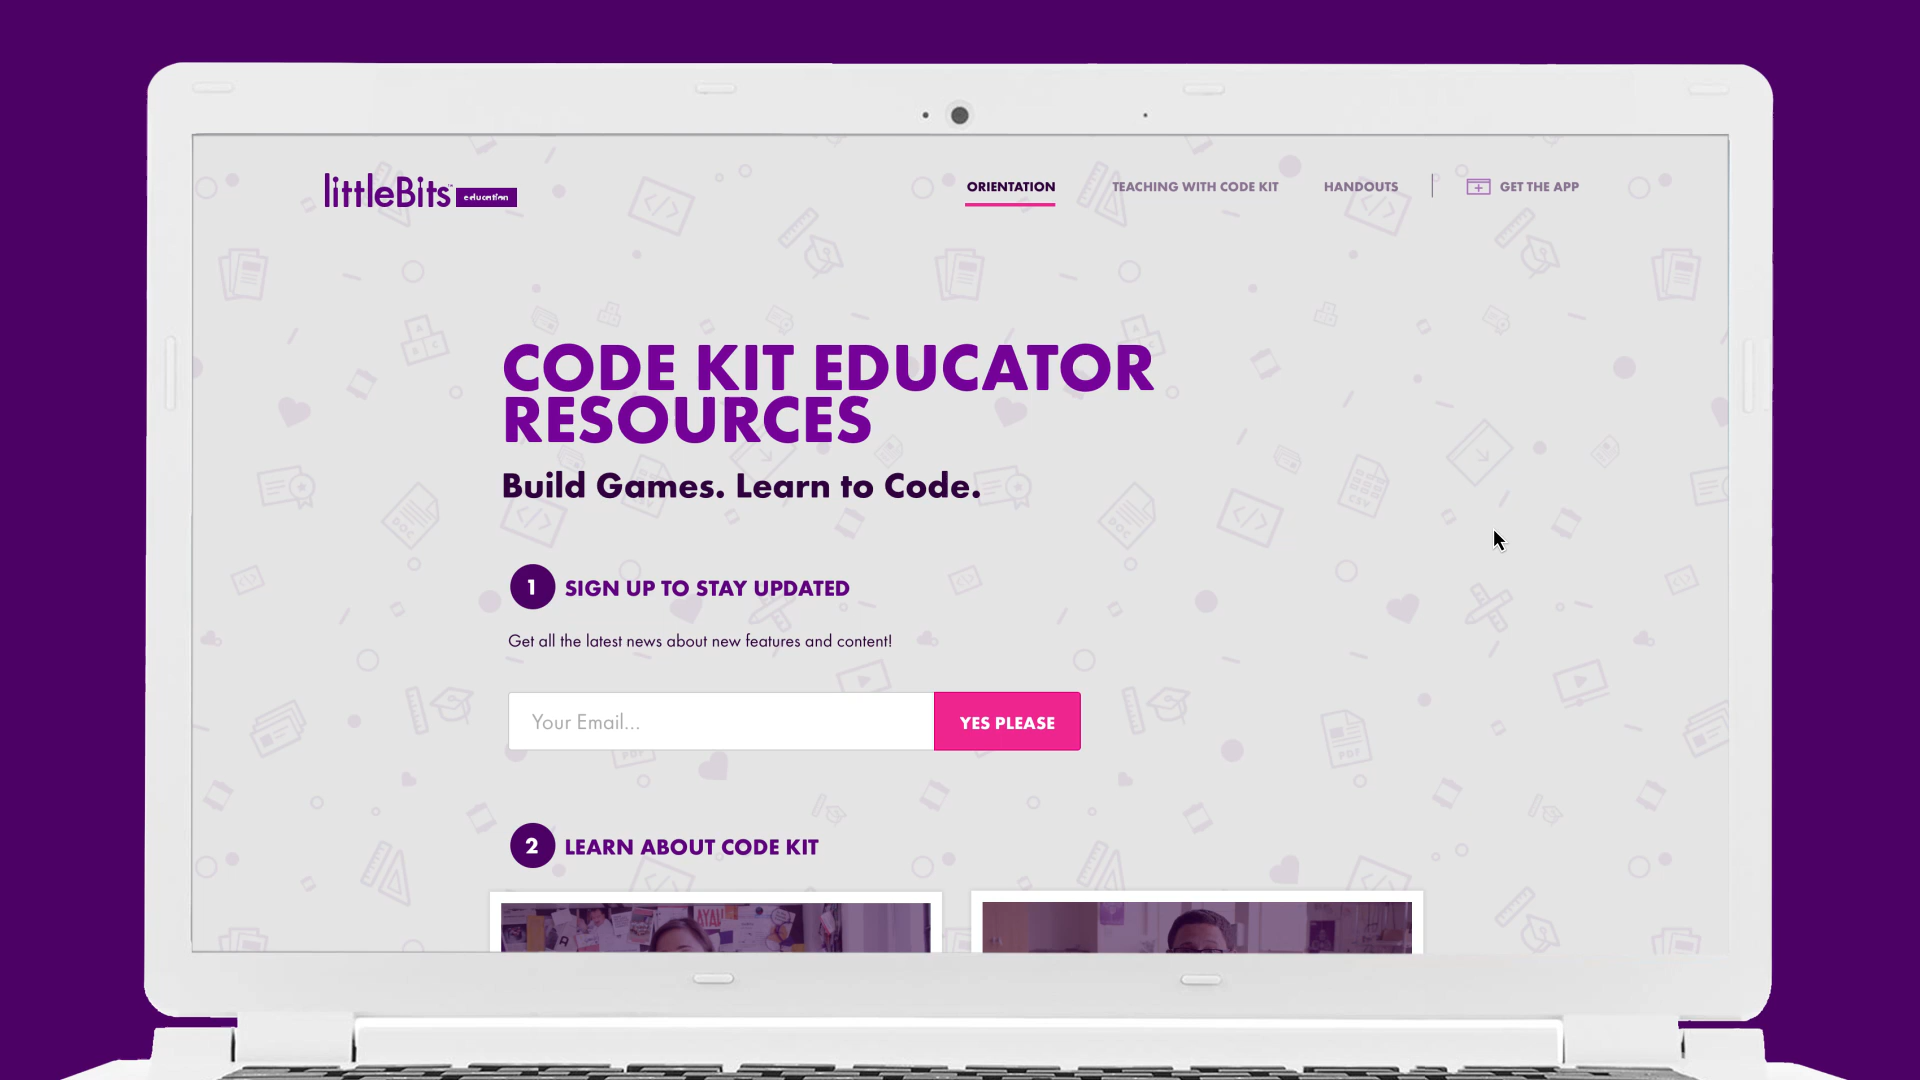 littleBits™ education
ORIENTATION
TEACHING WITH CODE KIT
HANDOUTS
GET THE APP
CODE KIT EDUCATOR
RESOURCES
Build Games. Learn to Code.
1 SIGN UP TO STAY UPDATED
Get all the latest news about new features and content!
Your Email...
YES PLEASE
2 LEARN ABOUT CODE KIT